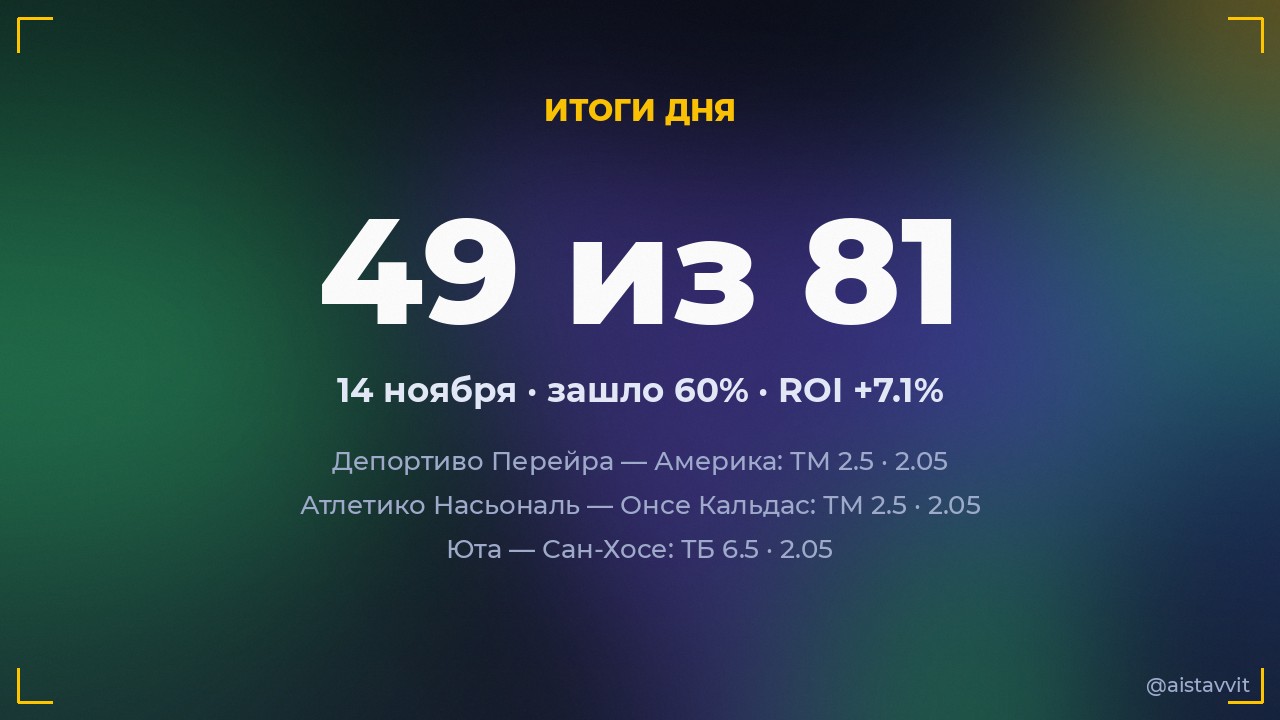 ИТОГИ ДНЯ
49 из 81
14 ноября · зашло 60% · ROI +7.1%
Депортиво Перейра — Америка: ТМ 2.5 · 2.05
Атлетико Насьональ — Онсе Кальдас: ТМ 2.5 · 2.05
Юта — Сан-Хосе: ТБ 6.5 · 2.05
@aistavvit